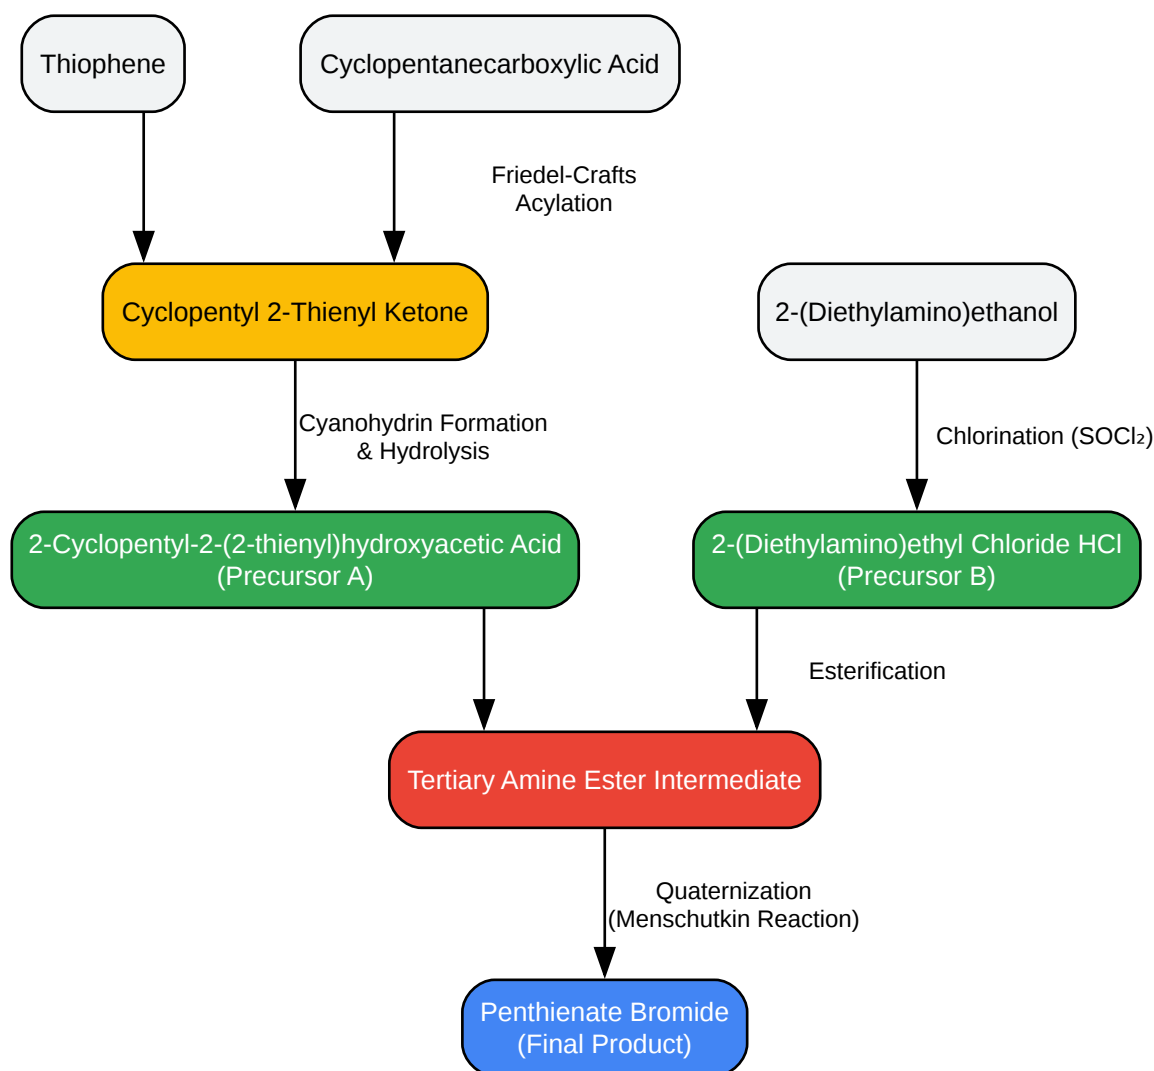 Thiophene
Cyclopentanecarboxylic Acid
Friedel-Crafts
Acylation
Cyclopentyl 2-Thienyl Ketone
2-(Diethylamino)ethanol
Cyanohydrin Formation
& Hydrolysis
Chlorination (SOCl₂)
2-Cyclopentyl-2-(2-thienyl)hydroxyacetic Acid
(Precursor A)
2-(Diethylamino)ethyl Chloride HCl
(Precursor B)
Esterification
Tertiary Amine Ester Intermediate
Quaternization
(Menschutkin Reaction)
Penthienate Bromide
(Final Product)